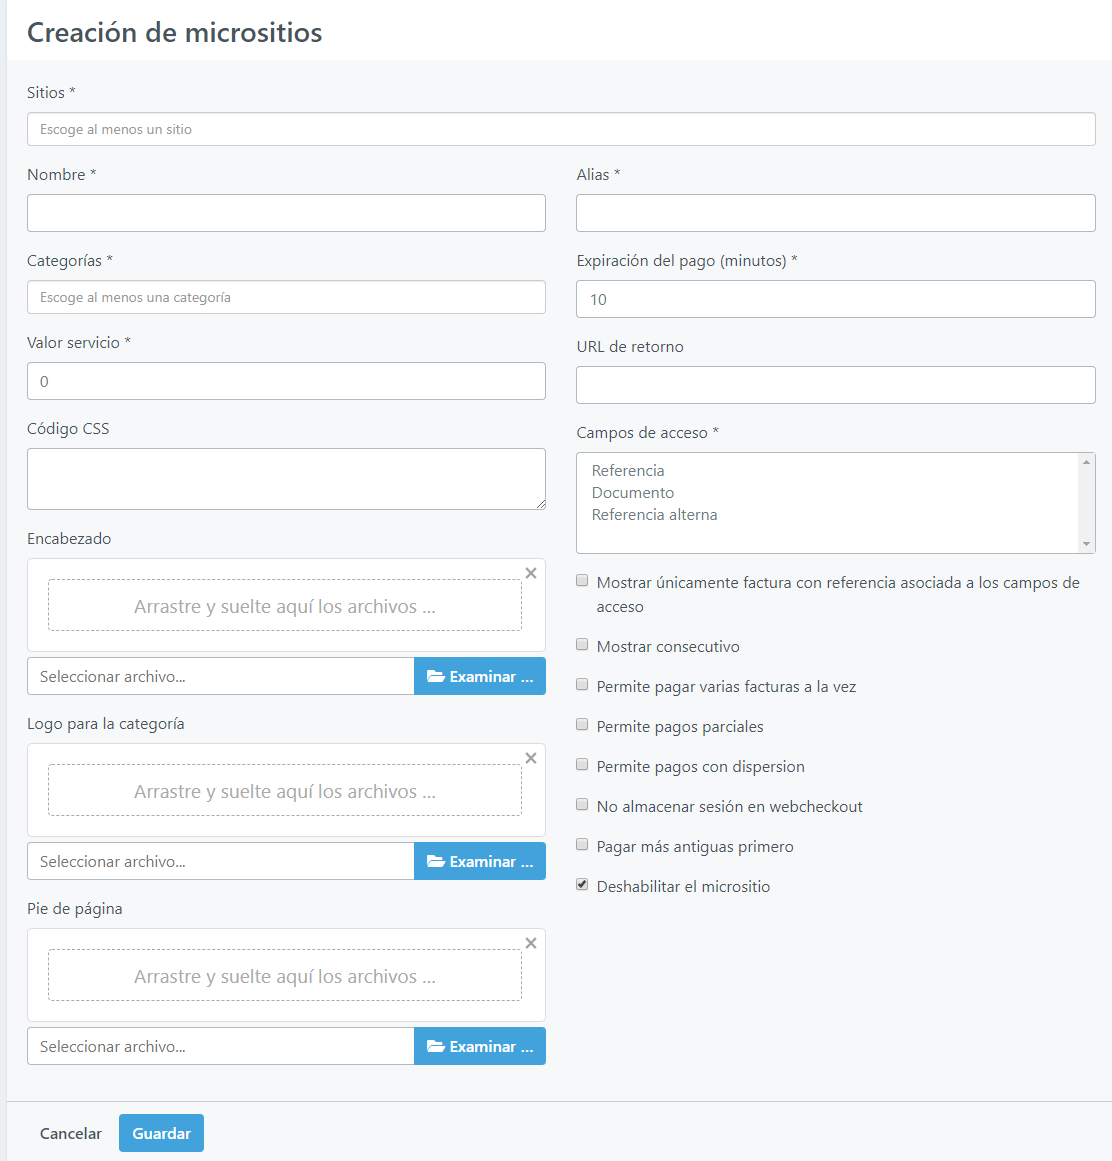 Creación de micrositios
Sitios *
Escoge al menos un sitio
Nombre *
Alias *
Categorías *
Escoge al menos una categoría
Expiración del pago (minutos) *
10
Valor servicio *
0
URL de retorno
Código CSS
Campos de acceso *
Referencia
Documento
Referencia alterna
Encabezado
Arrastre y suelte aquí los archivos ...
Seleccionar archivo...
Examinar ...
Logo para la categoría
Arrastre y suelte aquí los archivos ...
Seleccionar archivo...
Examinar ...
Pie de página
Arrastre y suelte aquí los archivos ...
Seleccionar archivo...
Examinar ...
Mostrar únicamente factura con referencia asociada a los campos de
acceso
Mostrar consecutivo
Permite pagar varias facturas a la vez
Permite pagos parciales
Permite pagos con dispersion
No almacenar sesión en webcheckout
Pagar más antiguas primero
Deshabilitar el micrositio
Cancelar
Guardar